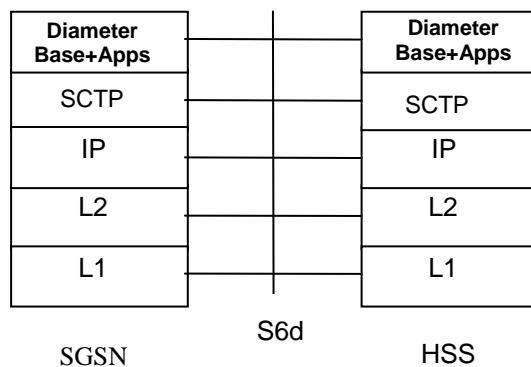 Diameter
Base+Apps
SCTP
IP
L2
L1
SGSN
S6d
Diameter
Base+Apps
SCTP
IP
L2
L1
HSS